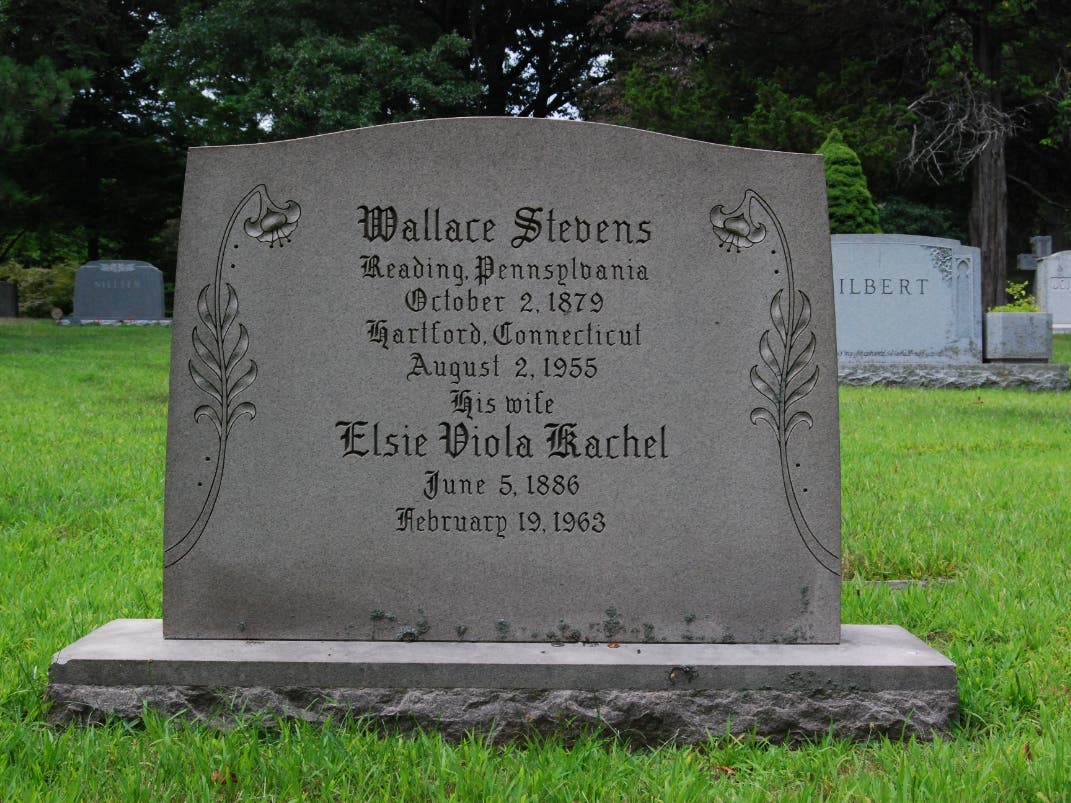 Wallace Stevens
Reading, Pennsylvania
October 2, 1879
Hartford, Connecticut
August 2, 1955
His wife
Elsie Viola Kachel
June 5, 1886
February 19, 1963
NIELSEN
ILBERT